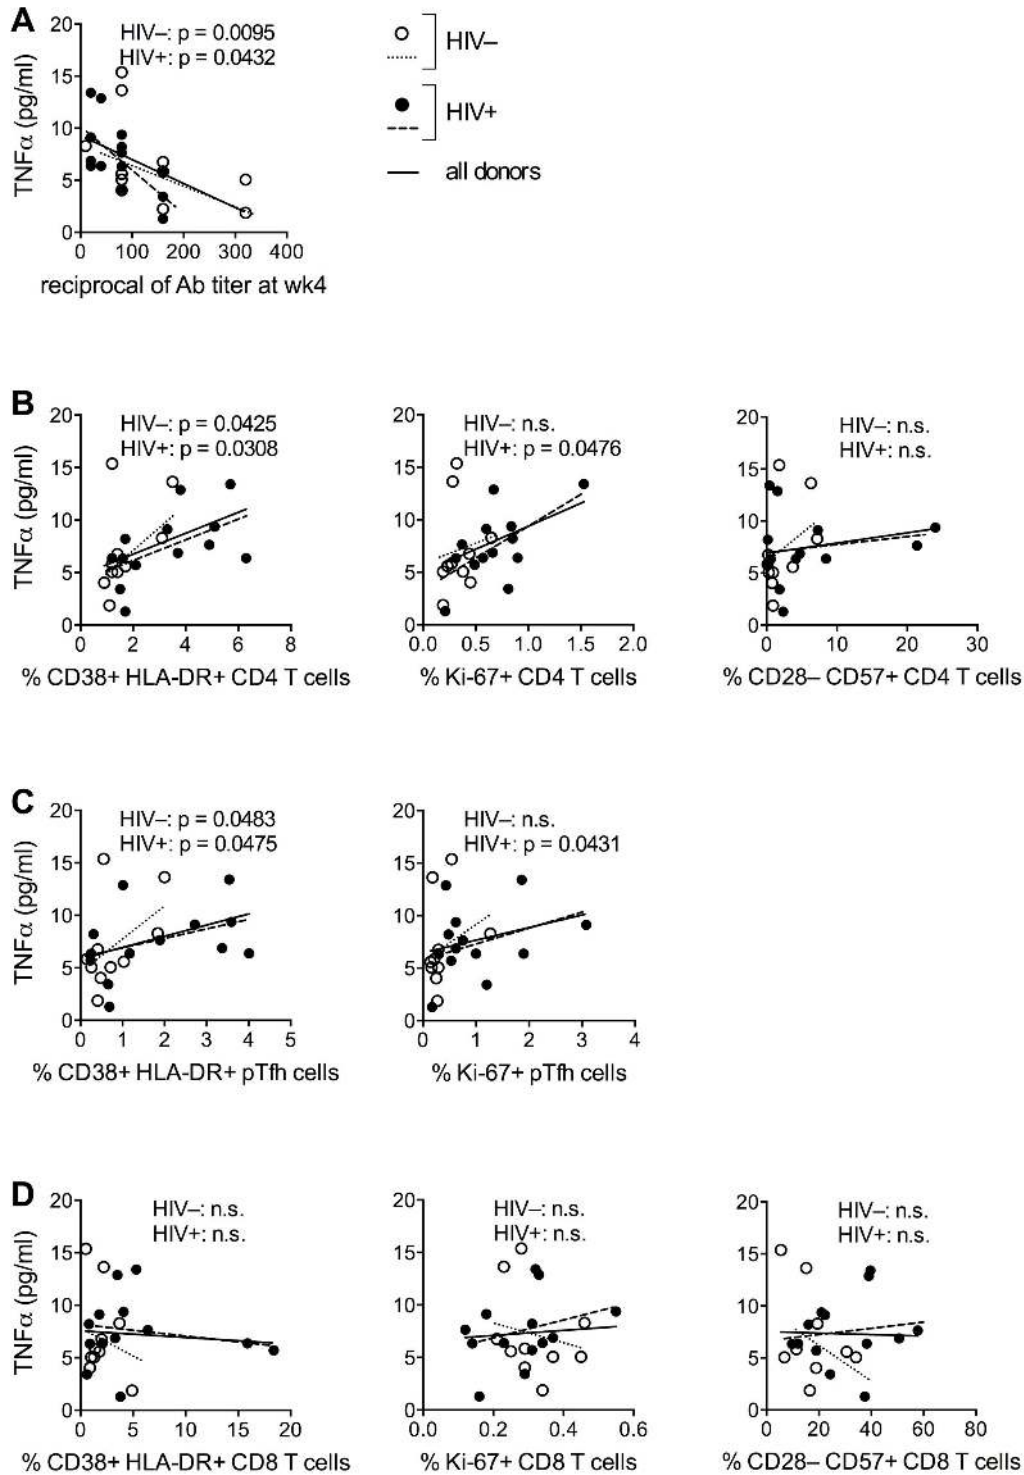 A
HIV–: p = 0.0095
HIV+: p = 0.0432
TNFα (pg/ml)
20
15
10
5
0
0 100 200 300 400
reciprocal of Ab titer at wk4
HIV–
HIV+
all donors
B
HIV–: p = 0.0425
HIV+: p = 0.0308
TNFα (pg/ml)
20
15
10
5
0
0 2 4 6 8
% CD38+ HLA-DR+ CD4 T cells
HIV–: n.s.
HIV+: p = 0.0476
20
15
10
5
0
0.0 0.5 1.0 1.5 2.0
% Ki-67+ CD4 T cells
HIV–: n.s.
HIV+: n.s.
20
15
10
5
0
0 10 20 30
% CD28– CD57+ CD4 T cells
C
HIV–: p = 0.0483
HIV+: p = 0.0475
TNFα (pg/ml)
20
15
10
5
0
0 1 2 3 4 5
% CD38+ HLA-DR+ pTfh cells
HIV–: n.s.
HIV+: p = 0.0431
20
15
10
5
0
0 1 2 3 4
% Ki-67+ pTfh cells
D
HIV–: n.s.
HIV+: n.s.
TNFα (pg/ml)
20
15
10
5
0
0 5 10 15 20
% CD38+ HLA-DR+ CD8 T cells
HIV–: n.s.
HIV+: n.s.
20
15
10
5
0
0.0 0.2 0.4 0.6
% Ki-67+ CD8 T cells
HIV–: n.s.
HIV+: n.s.
20
15
10
5
0
0 20 40 60 80
% CD28– CD57+ CD8 T cells